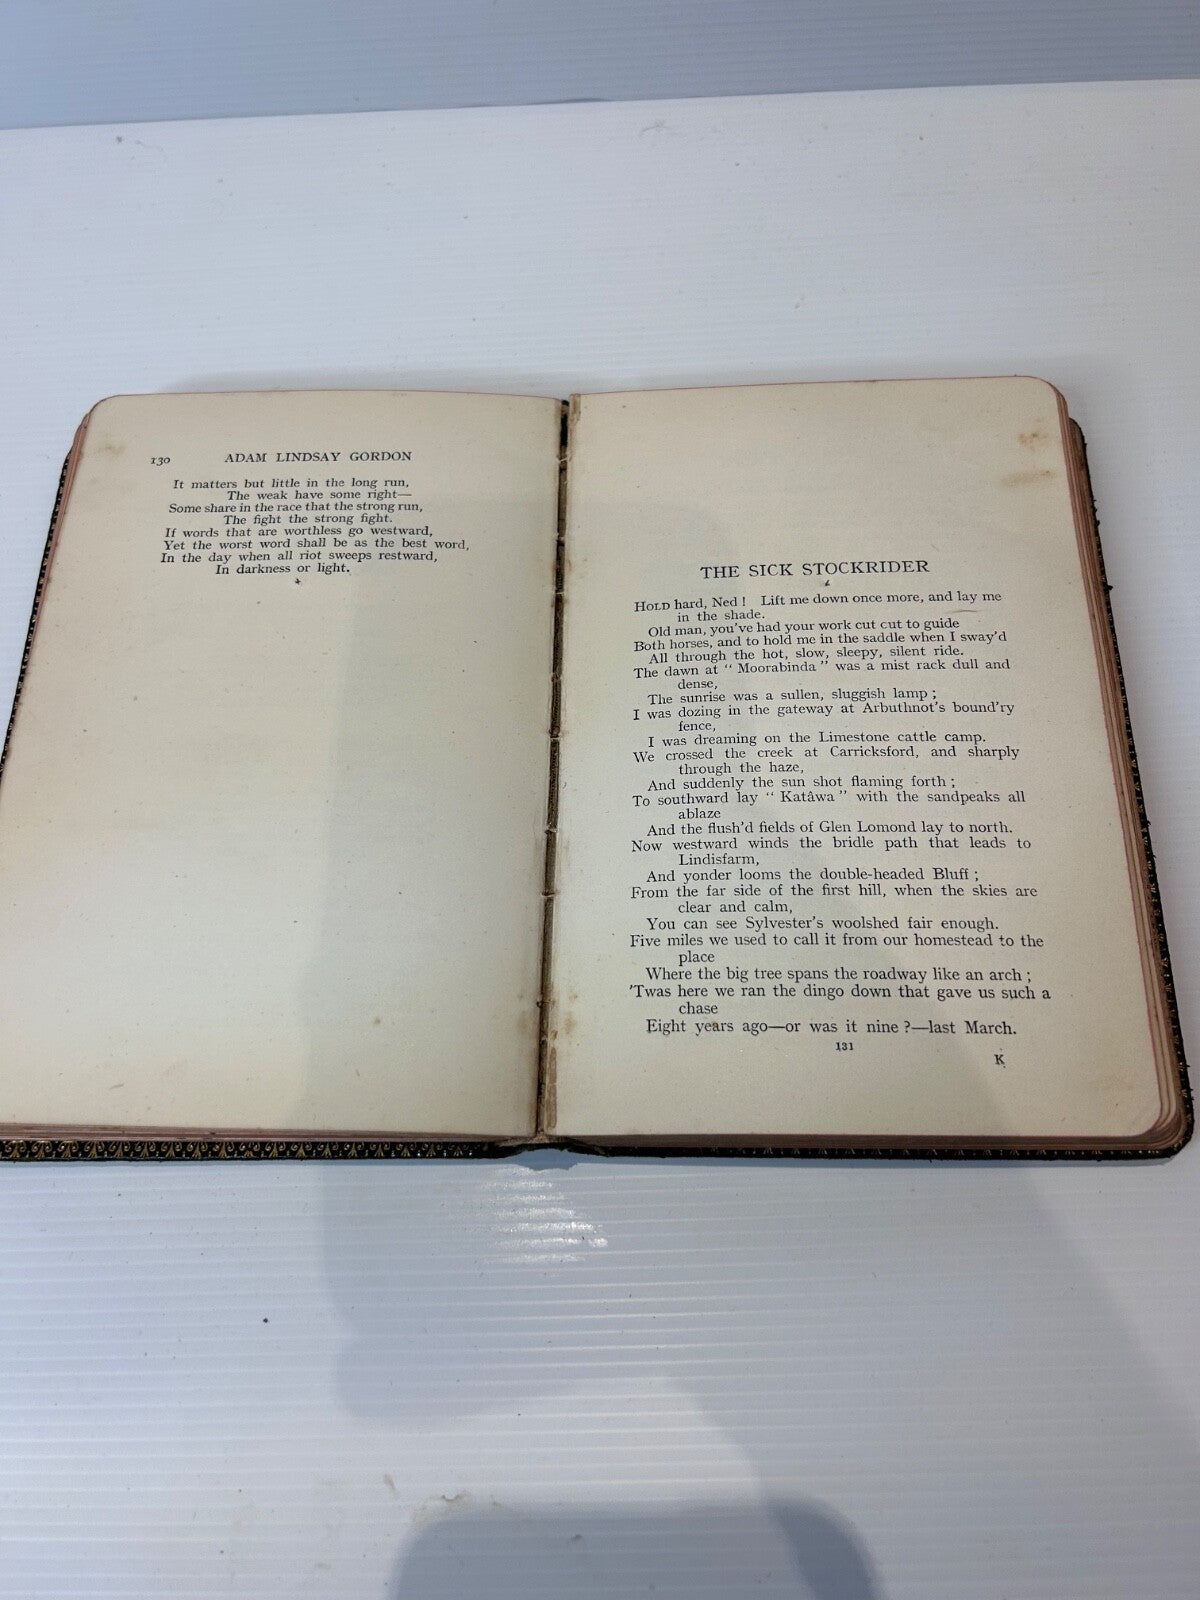 130 ADAM LINDSAY GORDON
It matters but little in the long run,
The weak have some right—
Some share in the race that the strong run,
The fight the strong fight.
If words that are worthless go westward,
Yet the worst word shall be as the best word,
In the day when all riot sweeps restward,
In darkness or light.
THE SICK STOCKRIDER
HOLD hard, Ned ! Lift me down once more, and lay me
in the shade.
Old man, you've had your work cut cut to guide
Both horses, and to hold me in the saddle when I sway'd
All through the hot, slow, sleepy, silent ride.
The dawn at " Moorabinda " was a mist rack dull and
dense,
The sunrise was a sullen, sluggish lamp ;
I was dozing in the gateway at Arbuthnot's bound'ry
fence,
I was dreaming on the Limestone cattle camp.
We crossed the creek at Carricksford, and sharply
through the haze,
And suddenly the sun shot flaming forth ;
To southward lay " Katâwa " with the sandpeaks all
ablaze
And the flush'd fields of Glen Lomond lay to north.
Now westward winds the bridle path that leads to
Lindisfarm,
And yonder looms the double-headed Bluff ;
From the far side of the first hill, when the skies are
clear and calm,
You can see Sylvester's woolshed fair enough.
Five miles we used to call it from our homestead to the
place
Where the big tree spans the roadway like an arch ;
'Twas here we ran the dingo down that gave us such a
chase
Eight years ago—or was it nine ?—last March.
131
K